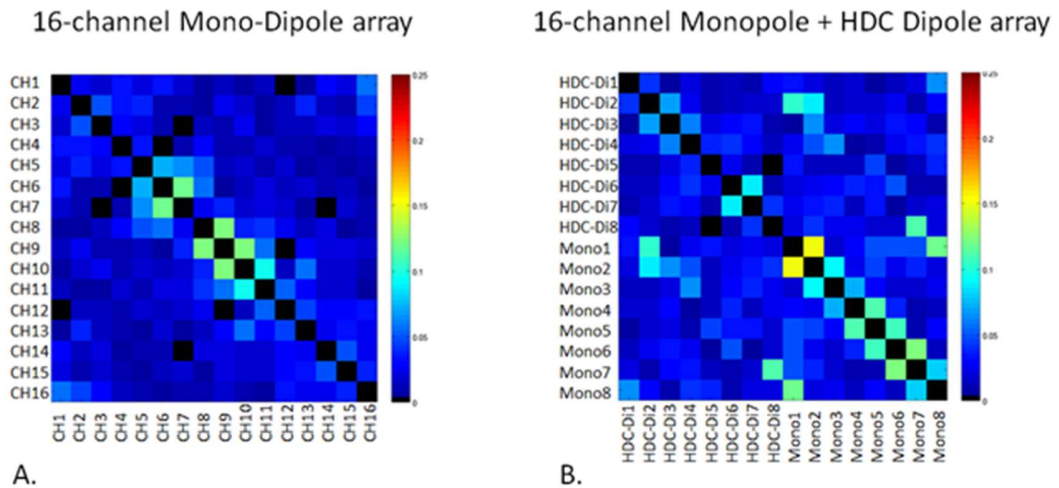 16-channel Mono-Dipole array
16-channel Monopole + HDC Dipole array
CH1
CH2
CH3
CH4
CH5
CH6
CH7
CH8
CH9
CH10
CH11
CH12
CH13
CH14
CH15
CH16
0.25
0.2
0.15
0.1
0.05
0
CH1
CH2
CH3
CH4
CH5
CH6
CH7
CH8
CH9
CH10
CH11
CH12
CH13
CH14
CH15
CH16
A.
HDC-Di1
HDC-Di2
HDC-Di3
HDC-Di4
HDC-Di5
HDC-Di6
HDC-Di7
HDC-Di8
Mono1
Mono2
Mono3
Mono4
Mono5
Mono6
Mono7
Mono8
0.25
0.2
0.15
0.1
0.05
0
HDC-Di1
HDC-Di2
HDC-Di3
HDC-Di4
HDC-Di5
HDC-Di6
HDC-Di7
HDC-Di8
Mono1
Mono2
Mono3
Mono4
Mono5
Mono6
Mono7
Mono8
B.